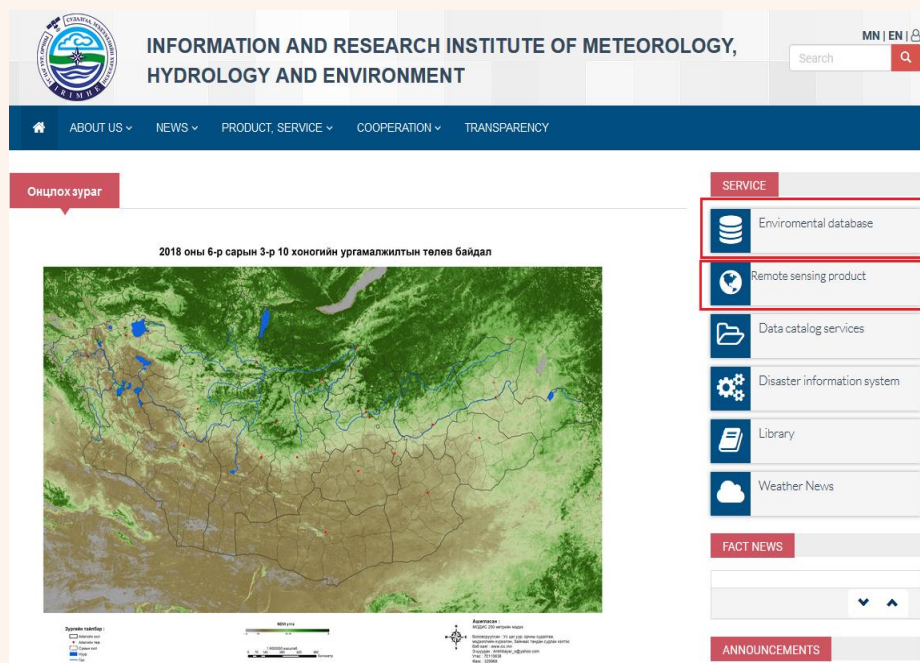 INFORMATION AND RESEARCH INSTITUTE OF METEOROLOGY,
HYDROLOGY AND ENVIRONMENT
MN | EN |
Search
ABOUT US
NEWS
PRODUCT, SERVICE
COOPERATION
TRANSPARENCY
Онцлох зураг
2018 оны 6-р сарын 3-р 10 хоногийн ургамалжилтын төлөв байдал
SERVICE
Enviromental database
Remote sensing product
Data catalog services
Disaster information system
Library
Weather News
FACT NEWS
ANNOUNCEMENTS